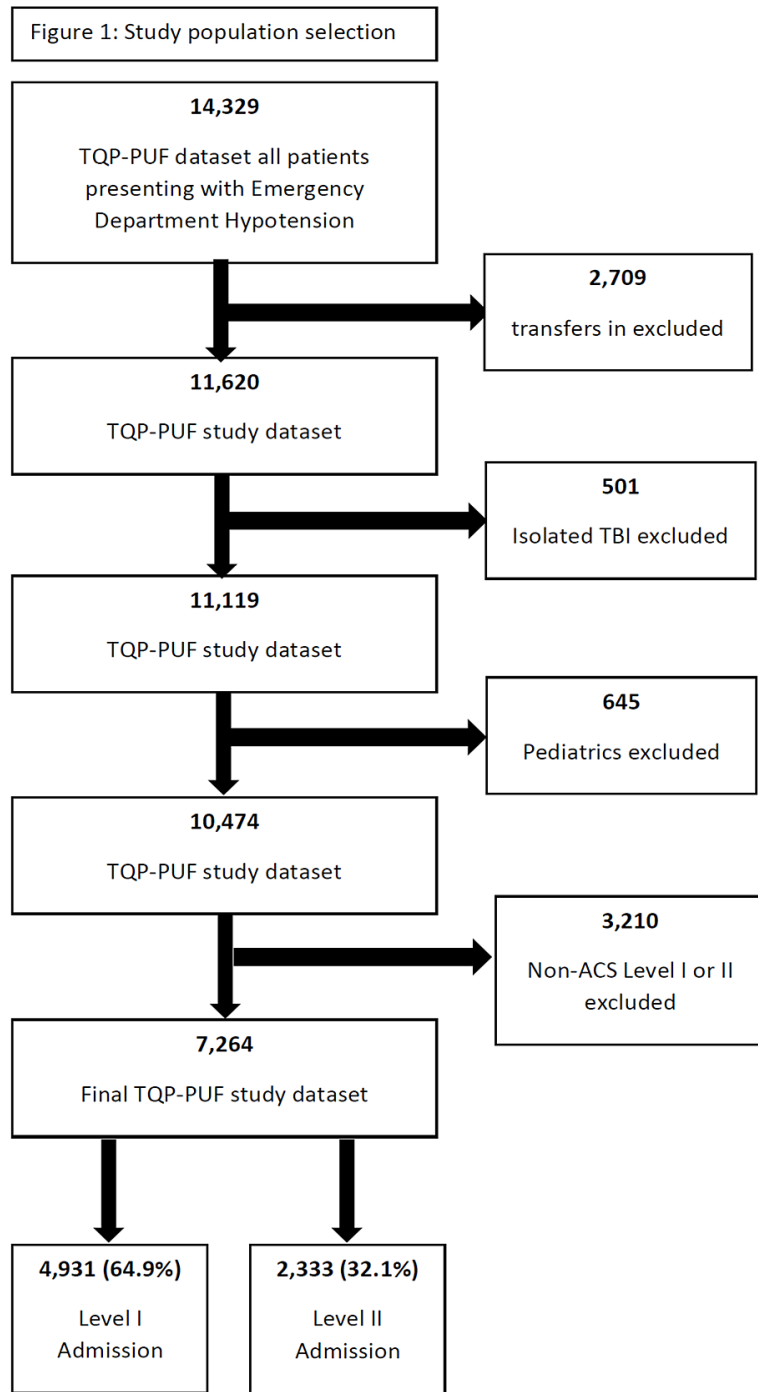 Figure 1: Study population selection
14,329
TQP-PUF dataset all patients
presenting with Emergency
Department Hypotension
2,709
transfers in excluded
11,620
TQP-PUF study dataset
501
Isolated TBI excluded
11,119
TQP-PUF study dataset
645
Pediatrics excluded
10,474
TQP-PUF study dataset
3,210
Non-ACS Level I or II
excluded
7,264
Final TQP-PUF study dataset
4,931 (64.9%)
Level I
Admission
2,333 (32.1%)
Level II
Admission